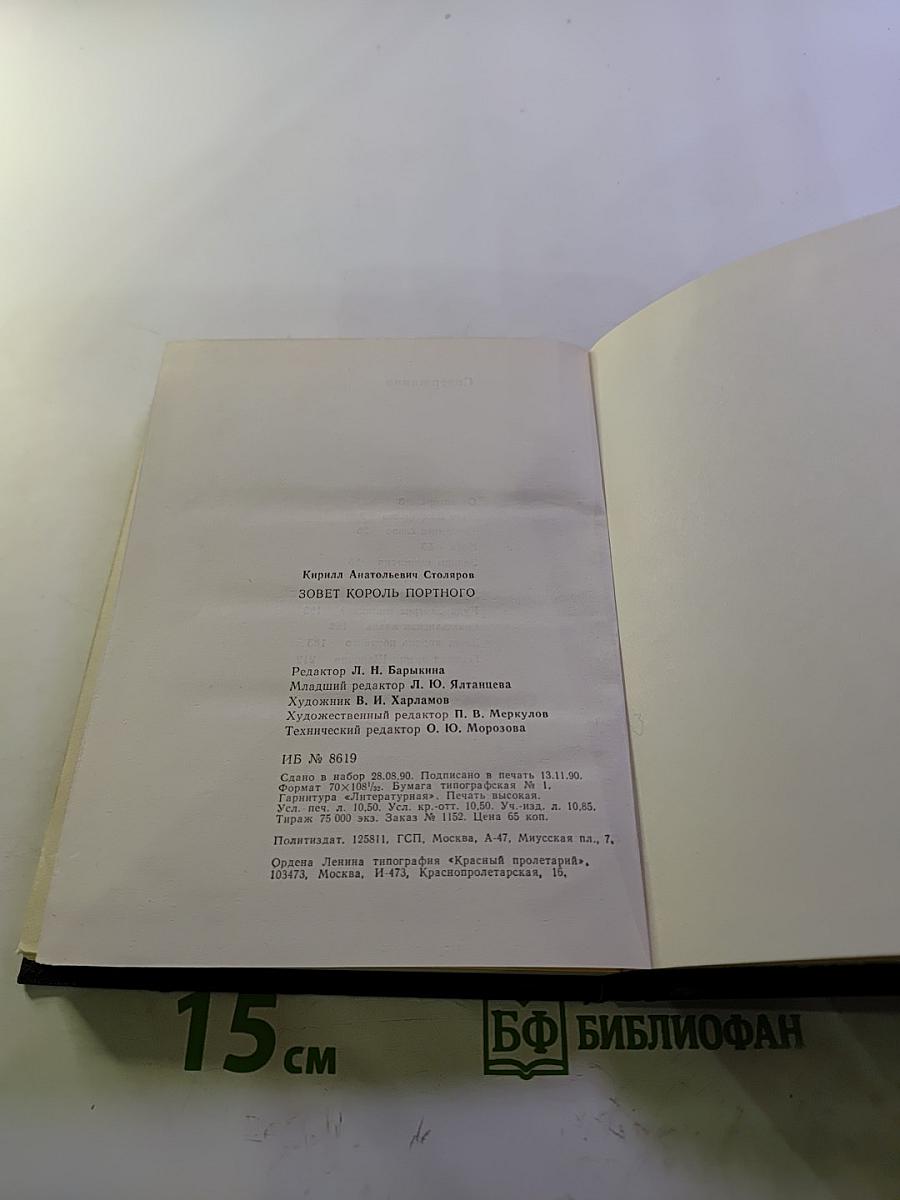 Кирилл Анатольевич Столяров
ЗОВЕТ КОРОЛЬ ПОРТНОГО
Редактор Л. Н. Барыкина
Младший редактор Л. Ю. Ялтанцева
Художник В. И. Харламов
Художественный редактор П. В. Меркулов
Технический редактор О. Ю. Морозова
ИБ № 8619
Сдано в набор 28.08.90. Подписано в печать 13.11.90.
Формат 70×108¹/₃₂. Бумага типографская № 1.
Гарнитура «Литературная». Печать высокая.
Усл. печ. л. 10,50. Усл. кр.-отт. 10,50. Уч.-изд. л. 10,85.
Тираж 75 000 экз. Заказ № 1152. Цена 65 коп.
Политиздат. 125811, ГСП, Москва, А-47, Миусская пл., 7.
Ордена Ленина типография «Красный пролетарий».
103473, Москва, И-473, Краснопролетарская, 16.
15 см
БФ БИБЛИОФАН